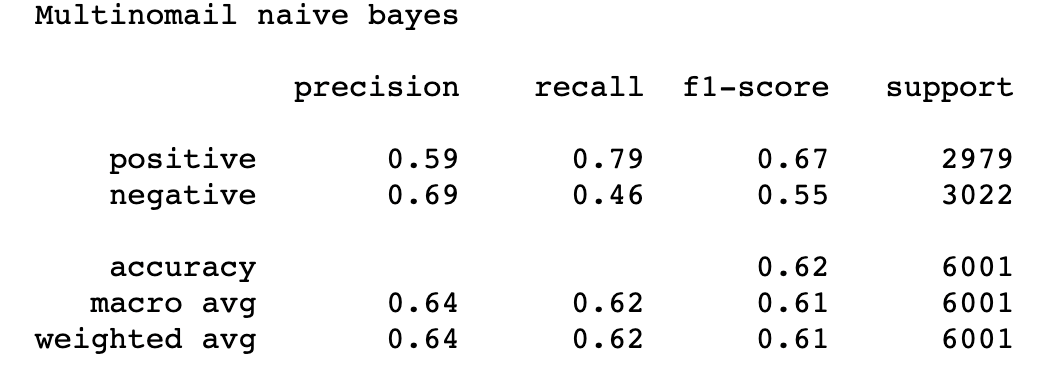 Multinomail naive bayes
precision recall f1-score support
positive 0.59 0.79 0.67 2979
negative 0.69 0.46 0.55 3022
accuracy 0.62 6001
macro avg 0.64 0.62 0.61 6001
weighted avg 0.64 0.62 0.61 6001